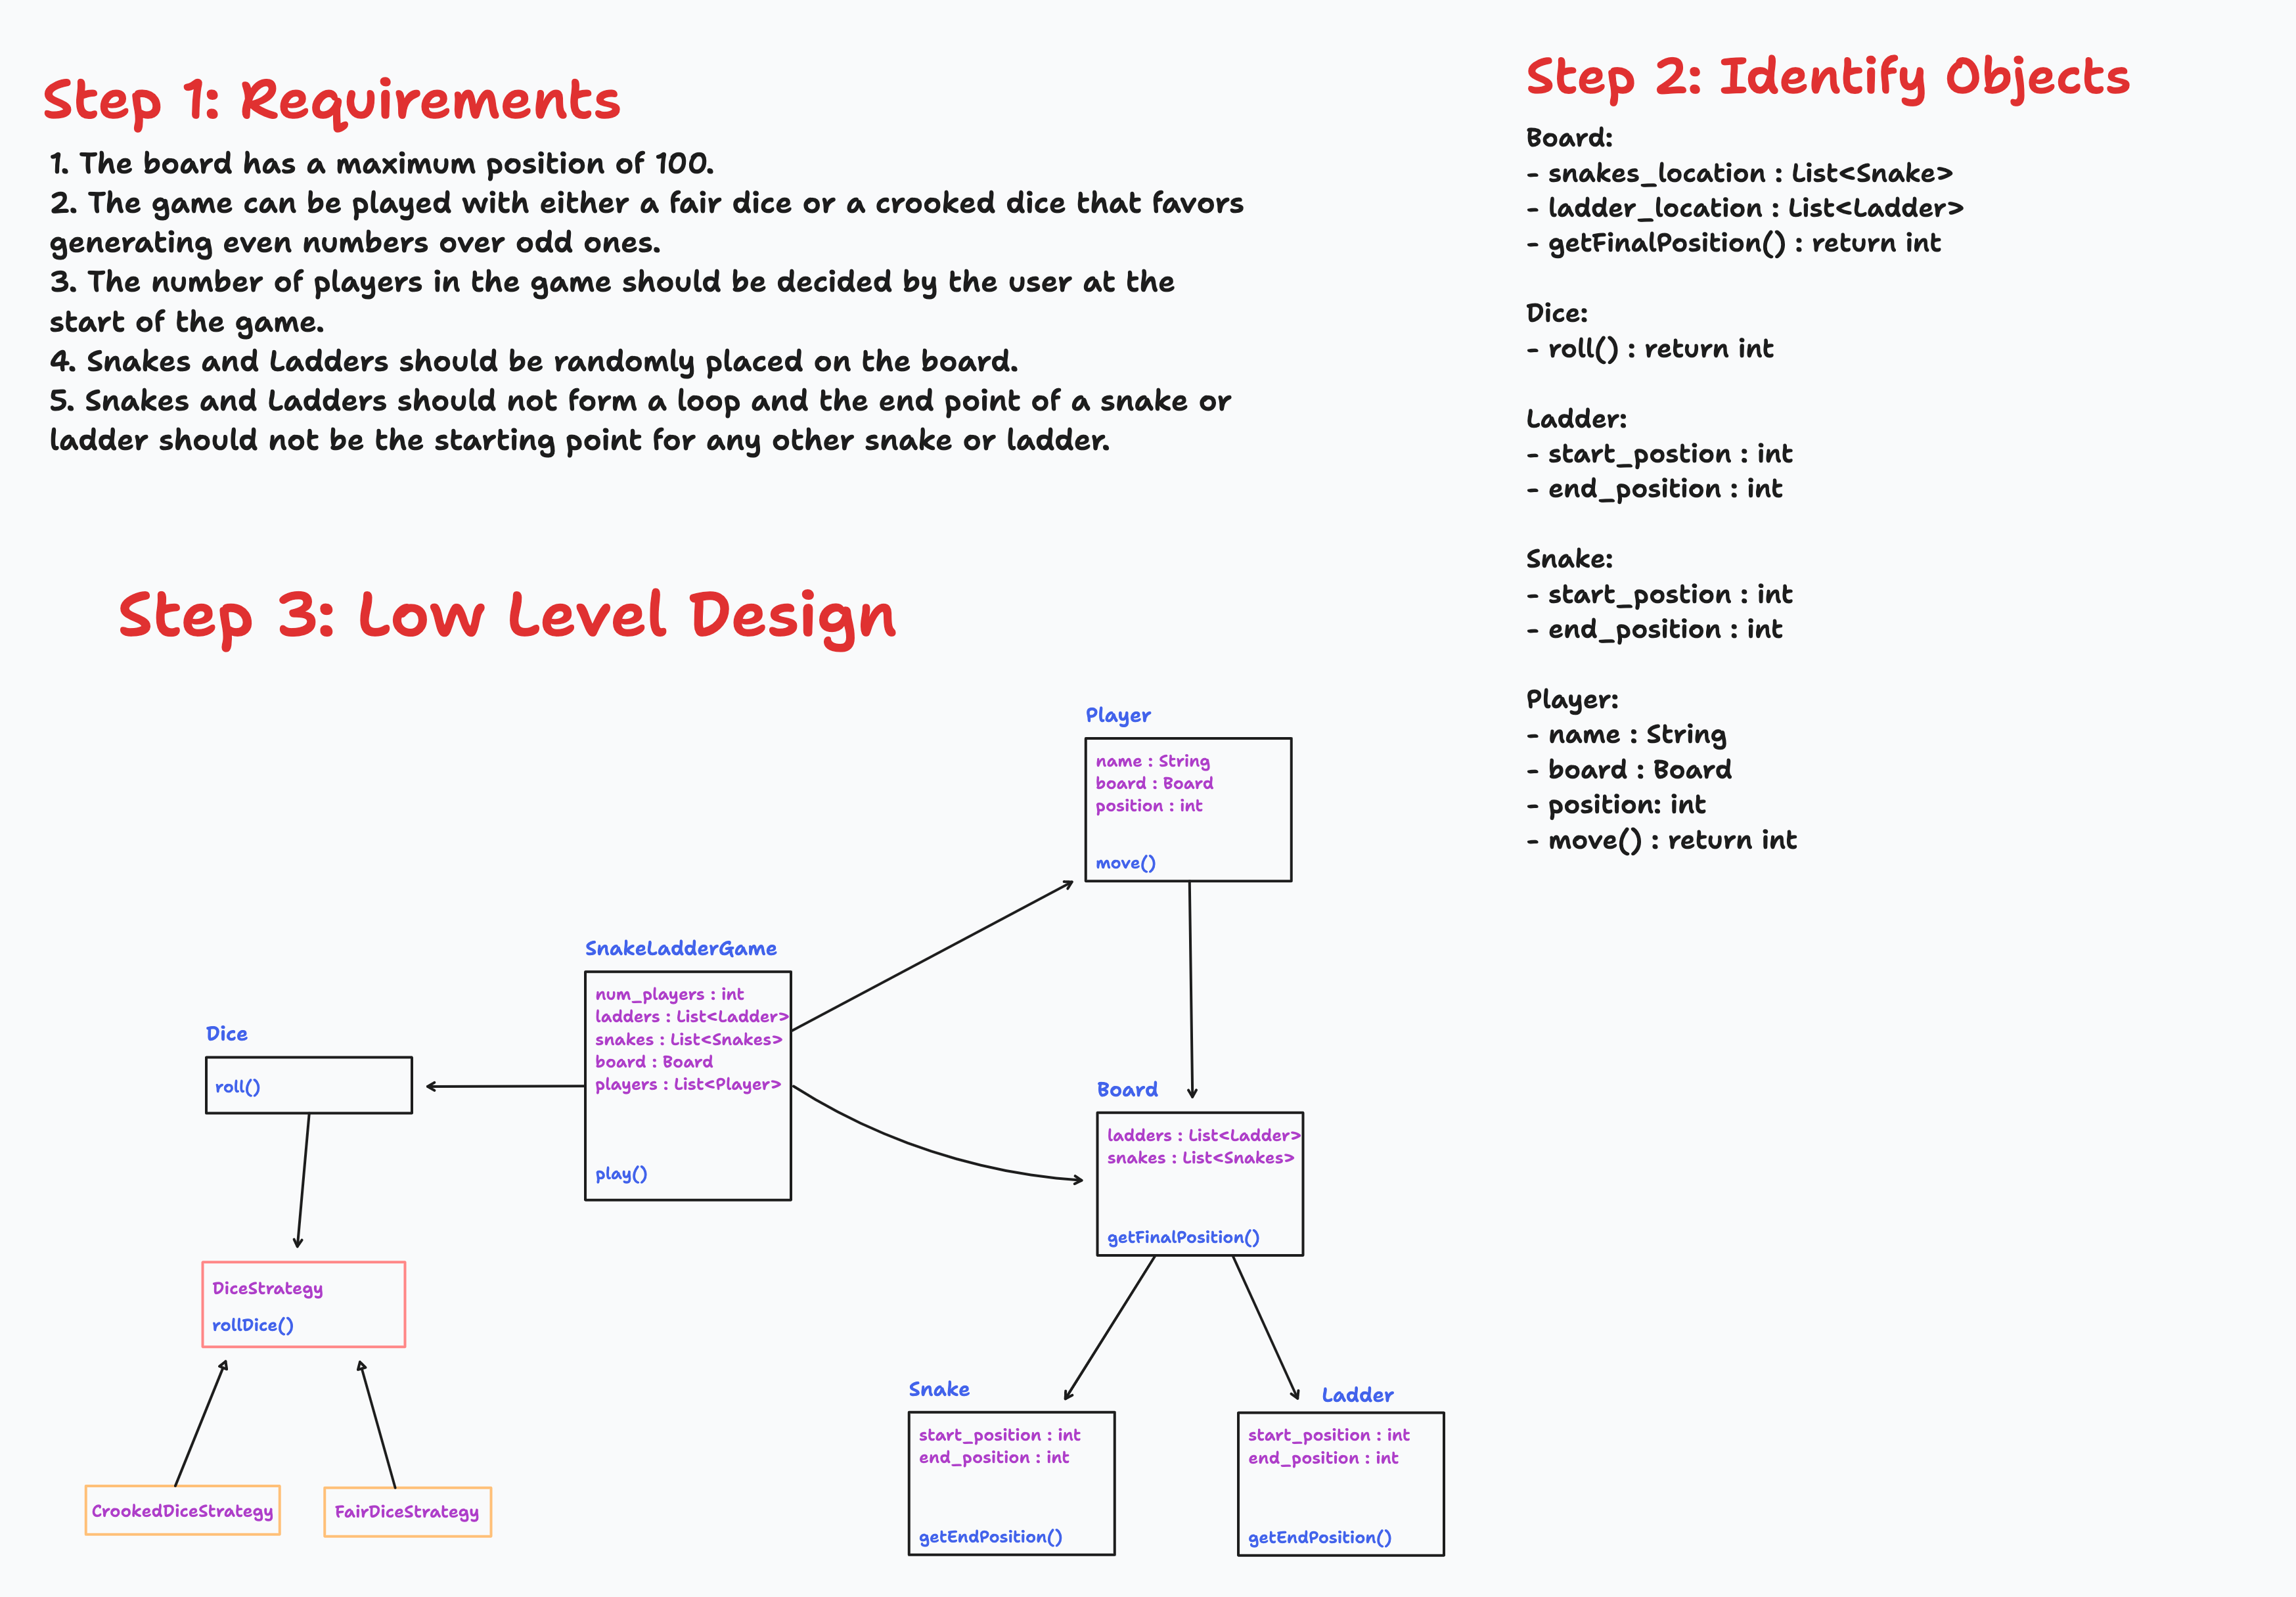 Step 1: Requirements
1. The board has a maximum position of 100.
2. The game can be played with either a fair dice or a crooked dice that favors
generating even numbers over odd ones.
3. The number of players in the game should be decided by the user at the
start of the game.
4. Snakes and Ladders should be randomly placed on the board.
5. Snakes and Ladders should not form a loop and the end point of a snake or
ladder should not be the starting point for any other snake or ladder.
Step 2: Identify Objects
Board:
- snakes_location : List<Snake>
- ladder_location : List<Ladder>
- getFinalPosition() : return int
Dice:
- roll() : return int
Ladder:
- start_postion : int
- end_position : int
Snake:
- start_postion : int
- end_position : int
Player:
- name : String
- board : Board
- position: int
- move() : return int
Step 3: Low Level Design
Player
name : String
board : Board
position : int
move()
SnakeLadderGame
num_players : int
ladders : List<Ladder>
snakes : List<Snakes>
board : Board
players : List<Player>
play()
Dice
roll()
Board
ladders : List<Ladder>
snakes : List<Snakes>
getFinalPosition()
DiceStrategy
rollDice()
CrookedDiceStrategy
FairDiceStrategy
Snake
start_position : int
end_position : int
getEndPosition()
Ladder
start_position : int
end_position : int
getEndPosition()